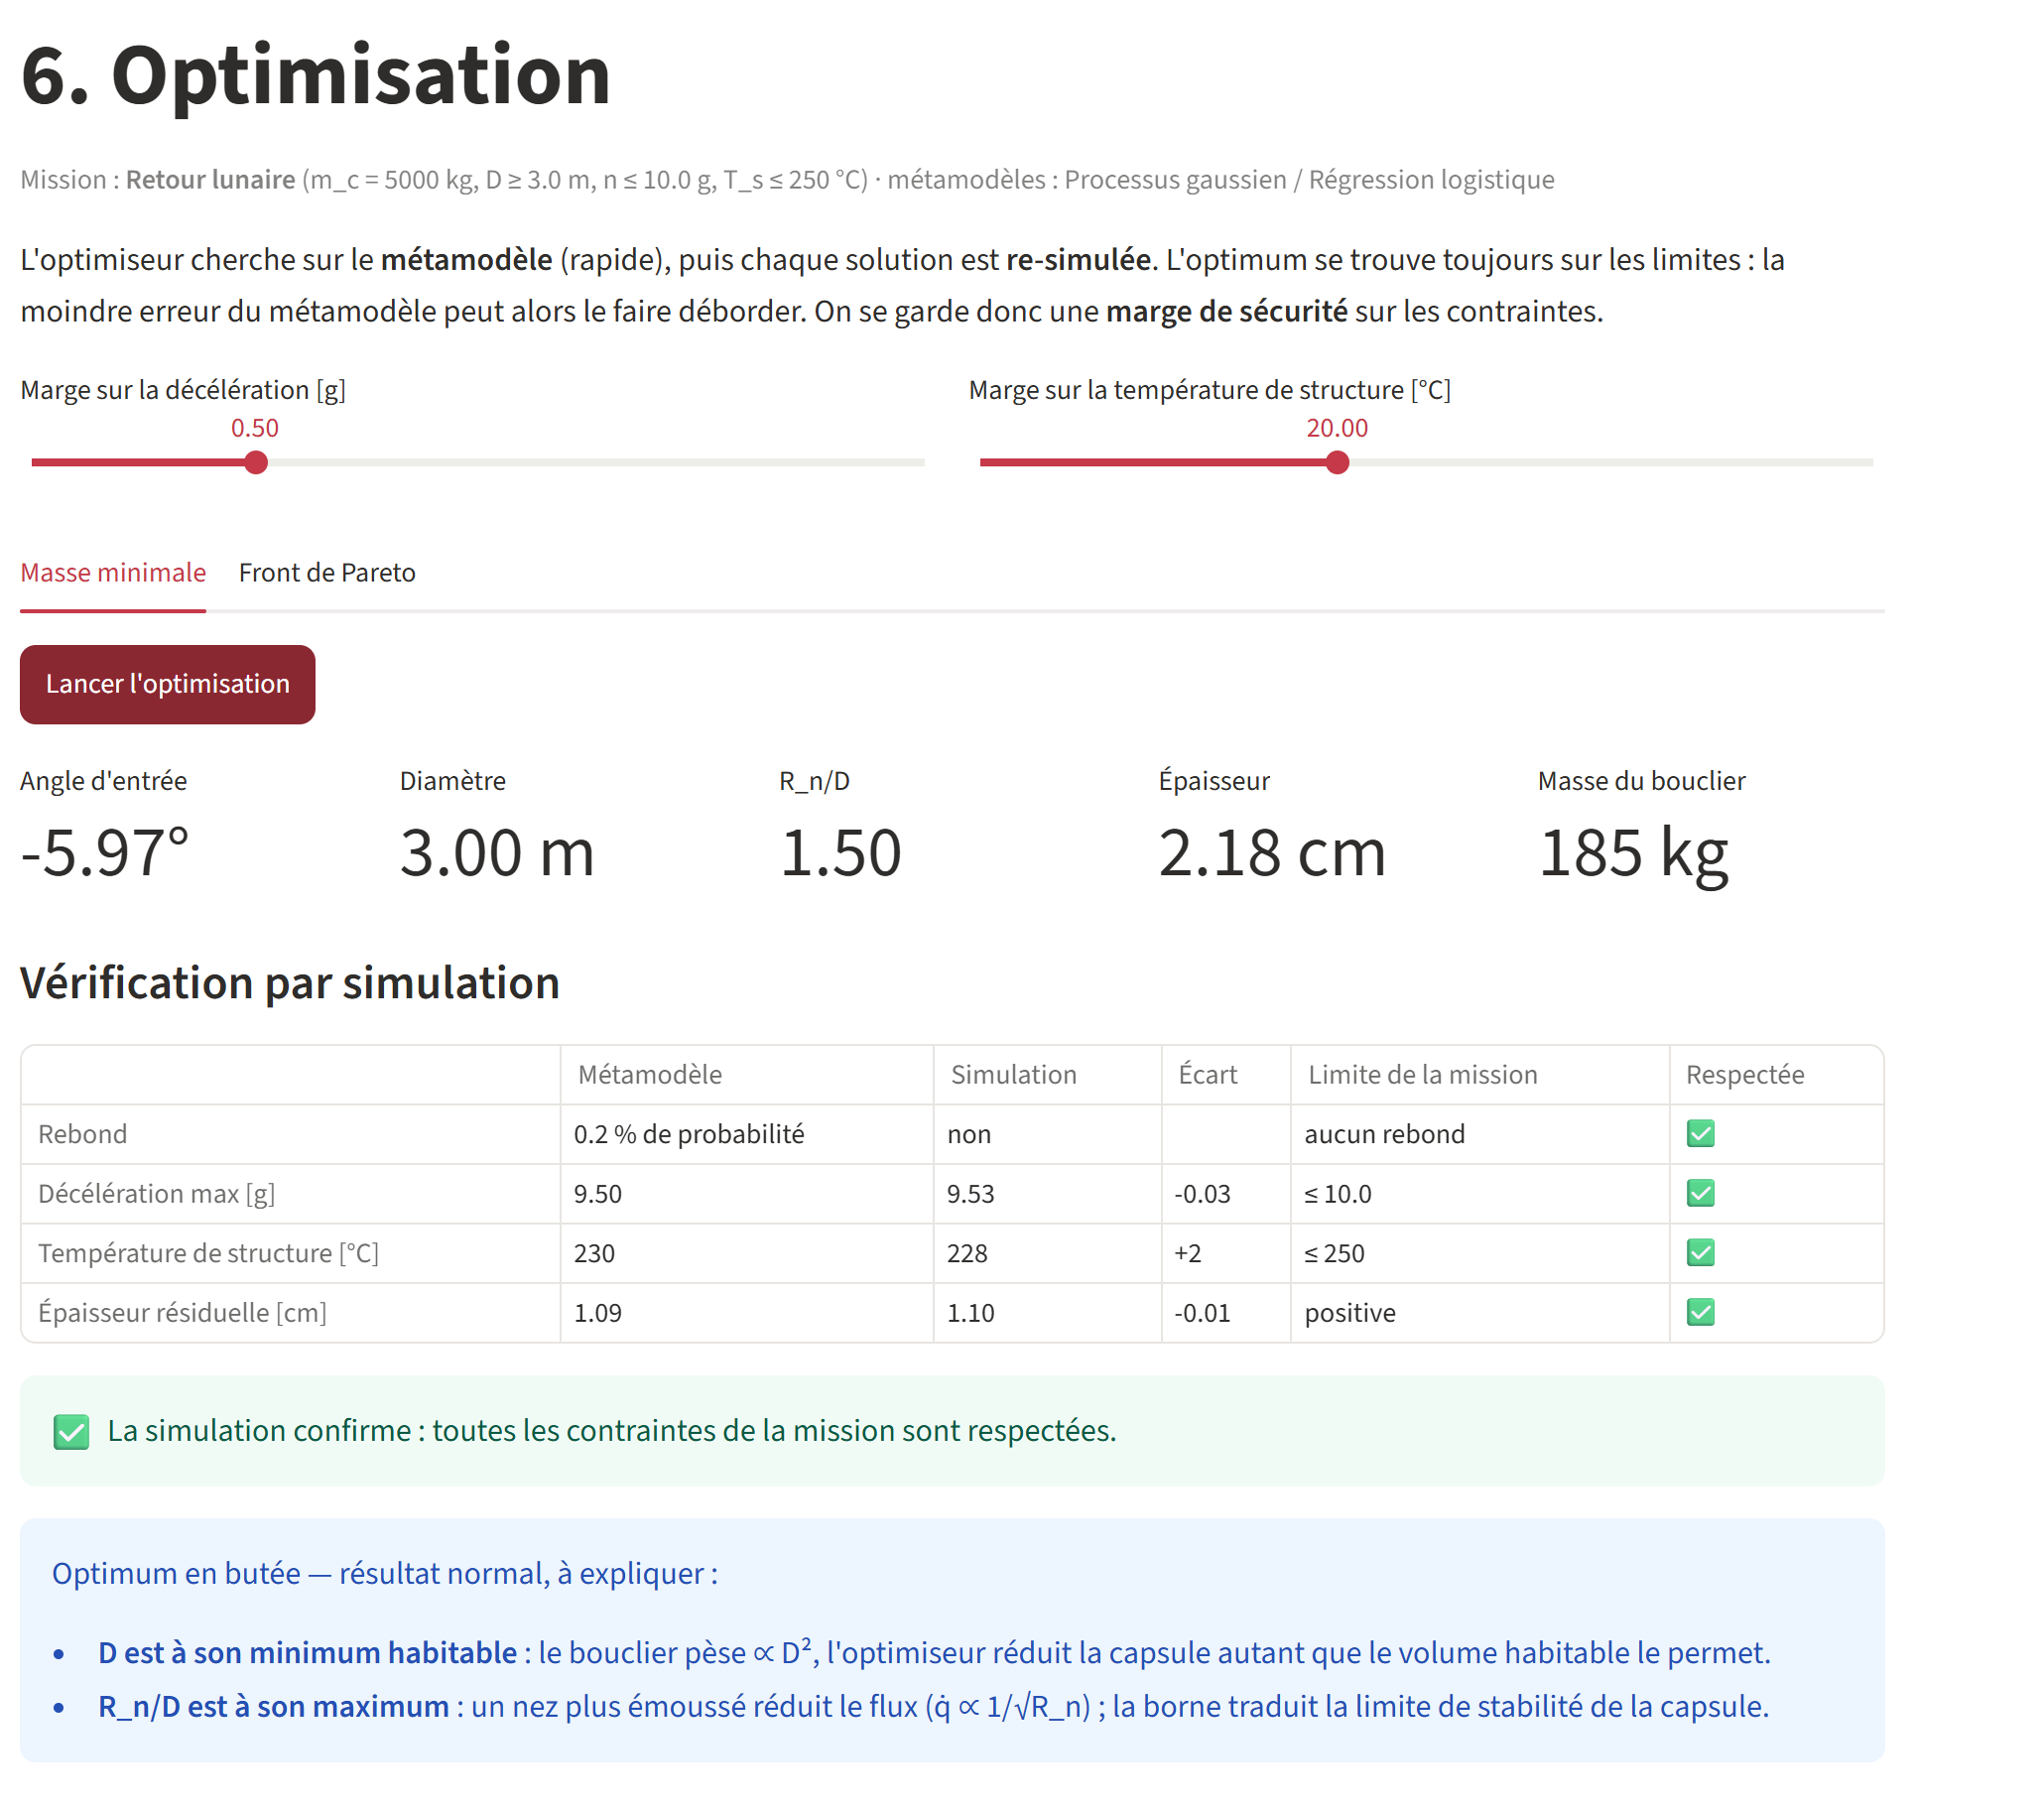 6. Optimisation
Mission : Retour lunaire (m_c = 5000 kg, D ≥ 3.0 m, n ≤ 10.0 g, T_s ≤ 250 °C) · métamodèles : Processus gaussien / Régression logistique
L'optimiseur cherche sur le métamodèle (rapide), puis chaque solution est re-simulée. L'optimum se trouve toujours sur les limites : la
moindre erreur du métamodèle peut alors le faire déborder. On se garde donc une marge de sécurité sur les contraintes.
Marge sur la décélération [g] Marge sur la température de structure [°C]
0.50 20.00
Masse minimale Front de Pareto
Lancer l'optimisation
Angle d'entrée Diamètre R_n/D Épaisseur Masse du bouclier
-5.97° 3.00 m 1.50 2.18 cm 185 kg
Vérification par simulation
Métamodèle Simulation Écart Limite de la mission Respectée
Rebond 0.2 % de probabilité non aucun rebond ✅
Décélération max [g] 9.50 9.53 -0.03 ≤ 10.0 ✅
Température de structure [°C] 230 228 +2 ≤ 250 ✅
Épaisseur résiduelle [cm] 1.09 1.10 -0.01 positive ✅
✅ La simulation confirme : toutes les contraintes de la mission sont respectées.
Optimum en butée — résultat normal, à expliquer :
• D est à son minimum habitable : le bouclier pèse ∝ D², l'optimiseur réduit la capsule autant que le volume habitable le permet.
• R_n/D est à son maximum : un nez plus émoussé réduit le flux (q̇ ∝ 1/√R_n) ; la borne traduit la limite de stabilité de la capsule.